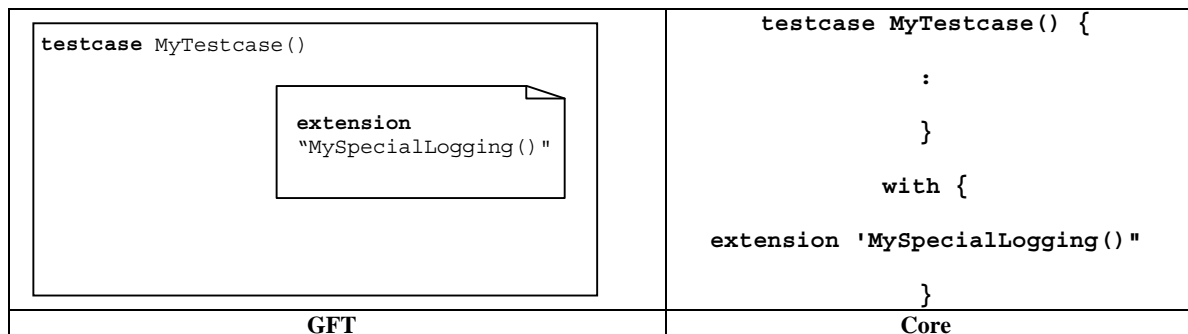 testcase MyTestcase()
extension
“MySpecialLogging()"
testcase MyTestcase() {
:
}
with {
extension 'MySpecialLogging()"
}
GFT
Core